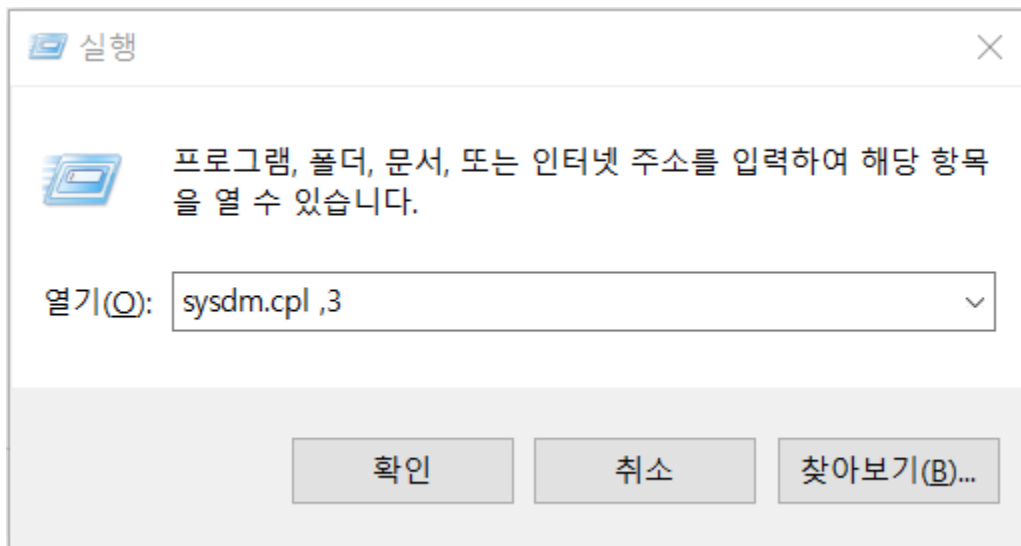 실행
프로그램, 폴더, 문서, 또는 인터넷 주소를 입력하여 해당 항목
을 열 수 있습니다.
열기(O): sysdm.cpl ,3
확인 취소 찾아보기(B)...